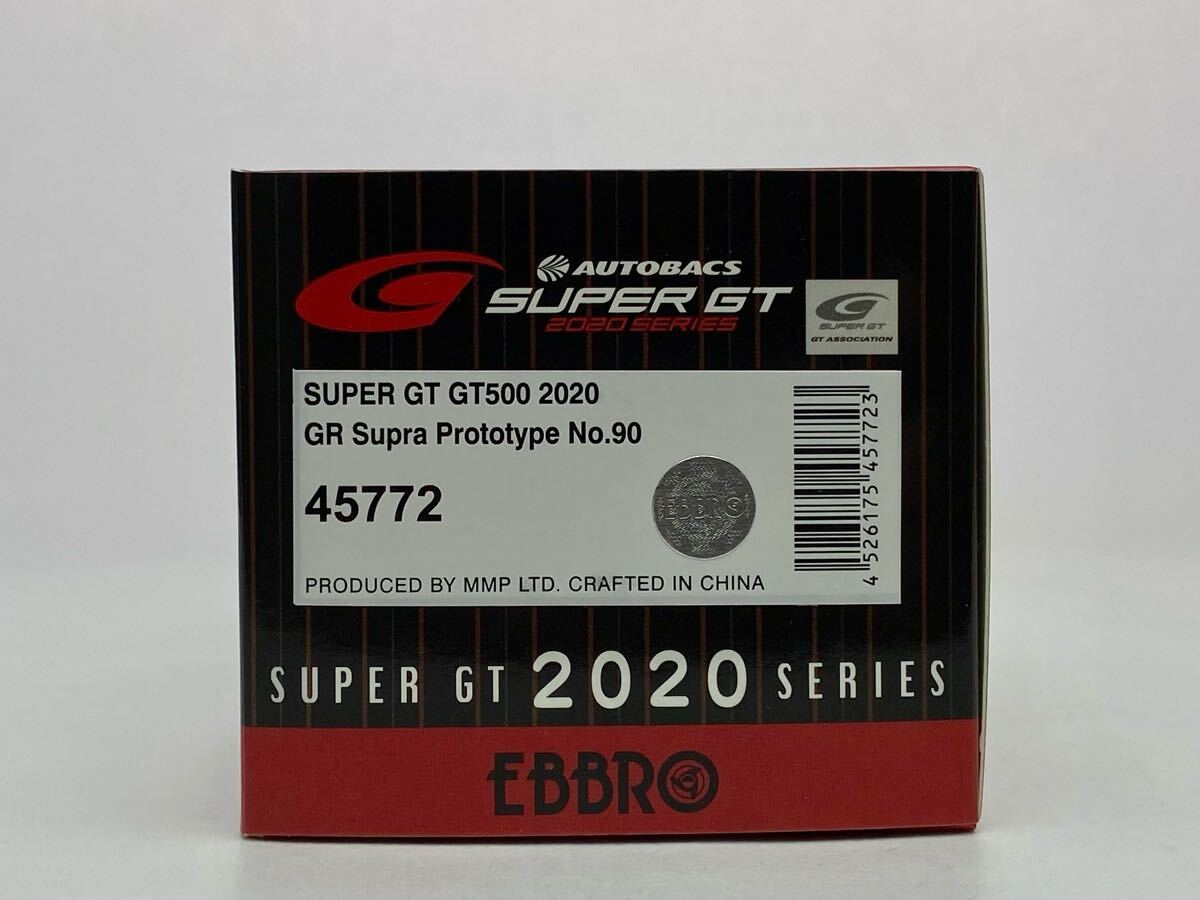 AUTOBACS
SUPER GT
2020 SERIES
SUPER GT
GT ASSOCIATION
SUPER GT GT500 2020
GR Supra Prototype No.90
45772
EBBRO
PRODUCED BY MMP LTD. CRAFTED IN CHINA
4 526175 457723
SUPER GT 2020 SERIES
EBBRO